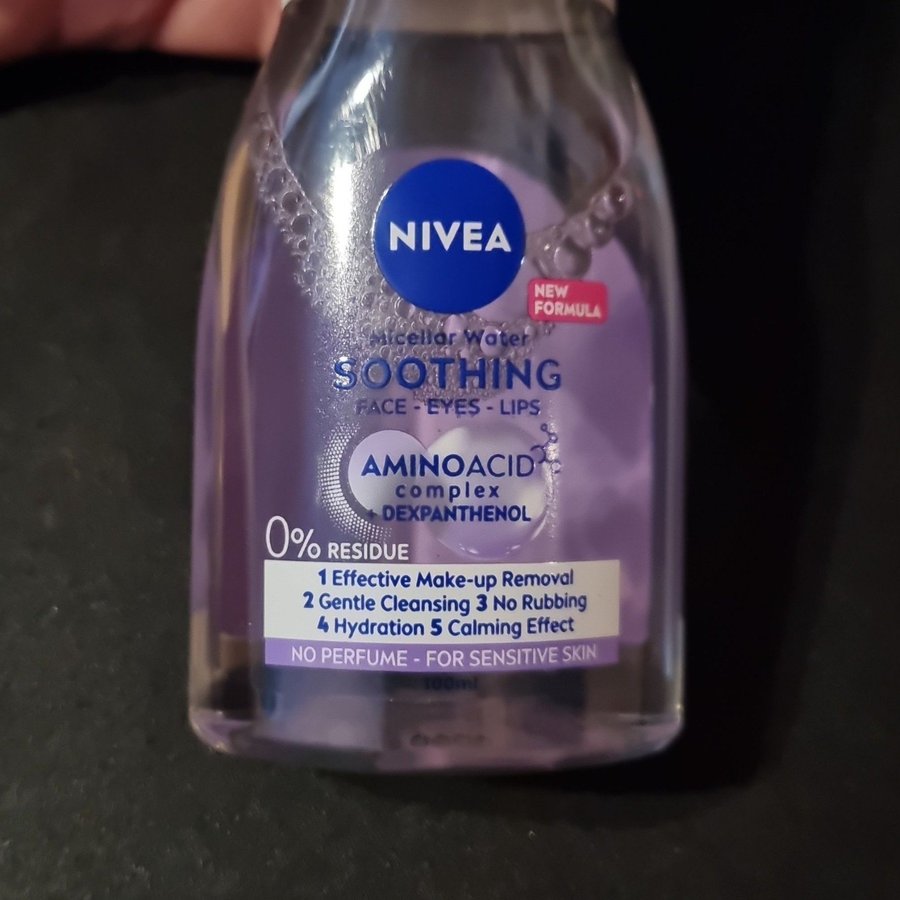 NIVEA
NEW
FORMULA
Micellar Water
SOOTHING
FACE - EYES - LIPS
AMINOACID
complex
+ DEXPANTHENOL
0% RESIDUE
1 Effective Make-up Removal
2 Gentle Cleansing 3 No Rubbing
4 Hydration 5 Calming Effect
NO PERFUME - FOR SENSITIVE SKIN
100ml